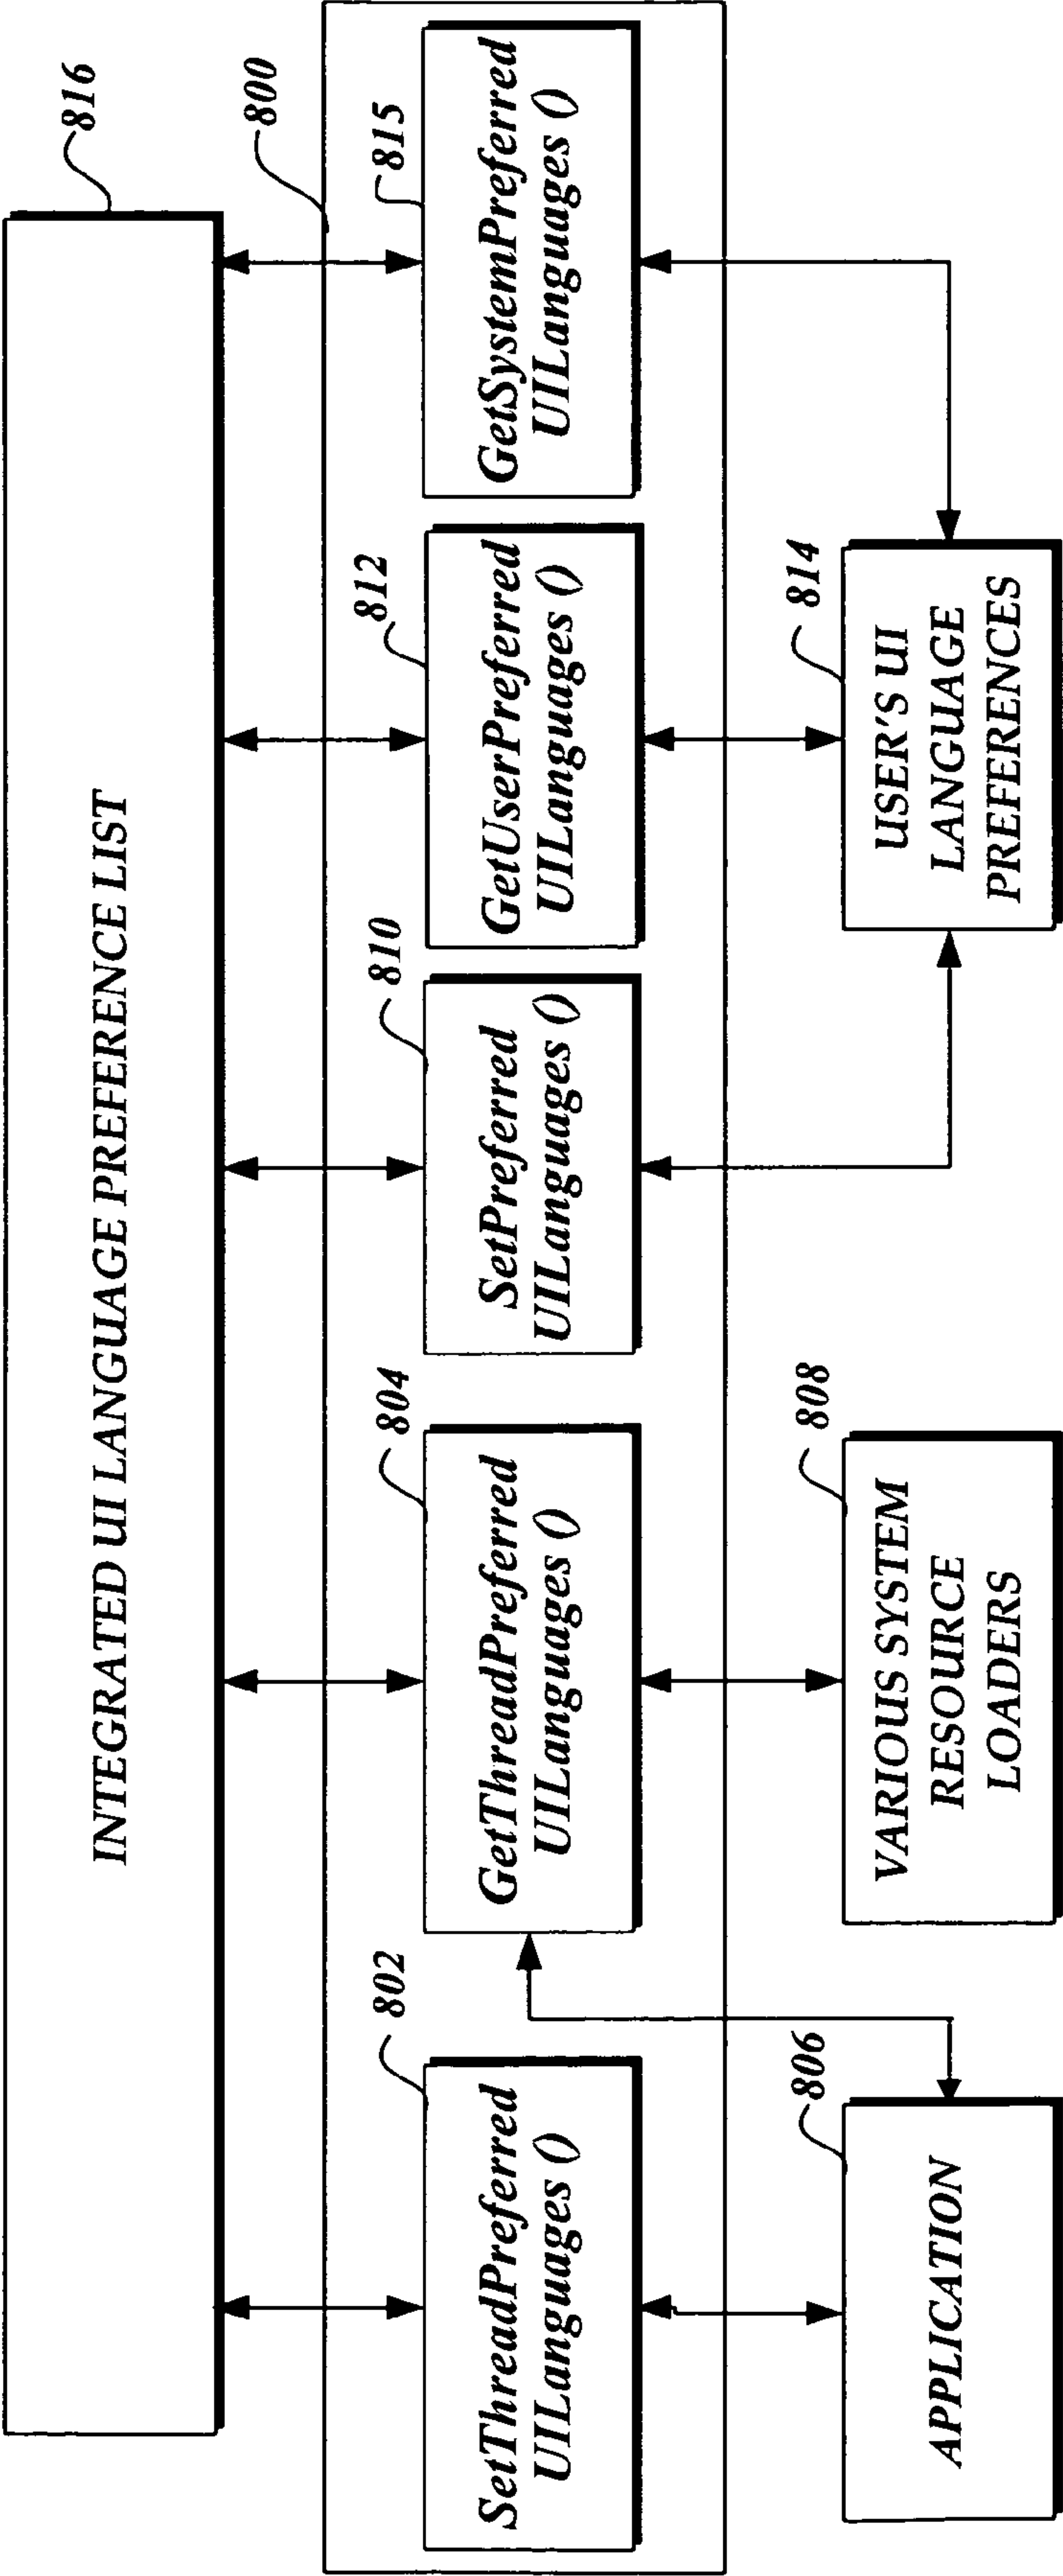 816
INTEGRATED UI LANGUAGE PREFERENCE LIST
800
802
SetThreadPreferred
UILanguages ()
804
GetThreadPreferred
UILanguages ()
810
SetPreferred
UILanguages ()
812
GetUserPreferred
UILanguages ()
815
GetSystemPreferred
UILanguages ()
806
APPLICATION
808
VARIOUS SYSTEM
RESOURCE
LOADERS
814
USER'S UI
LANGUAGE
PREFERENCES